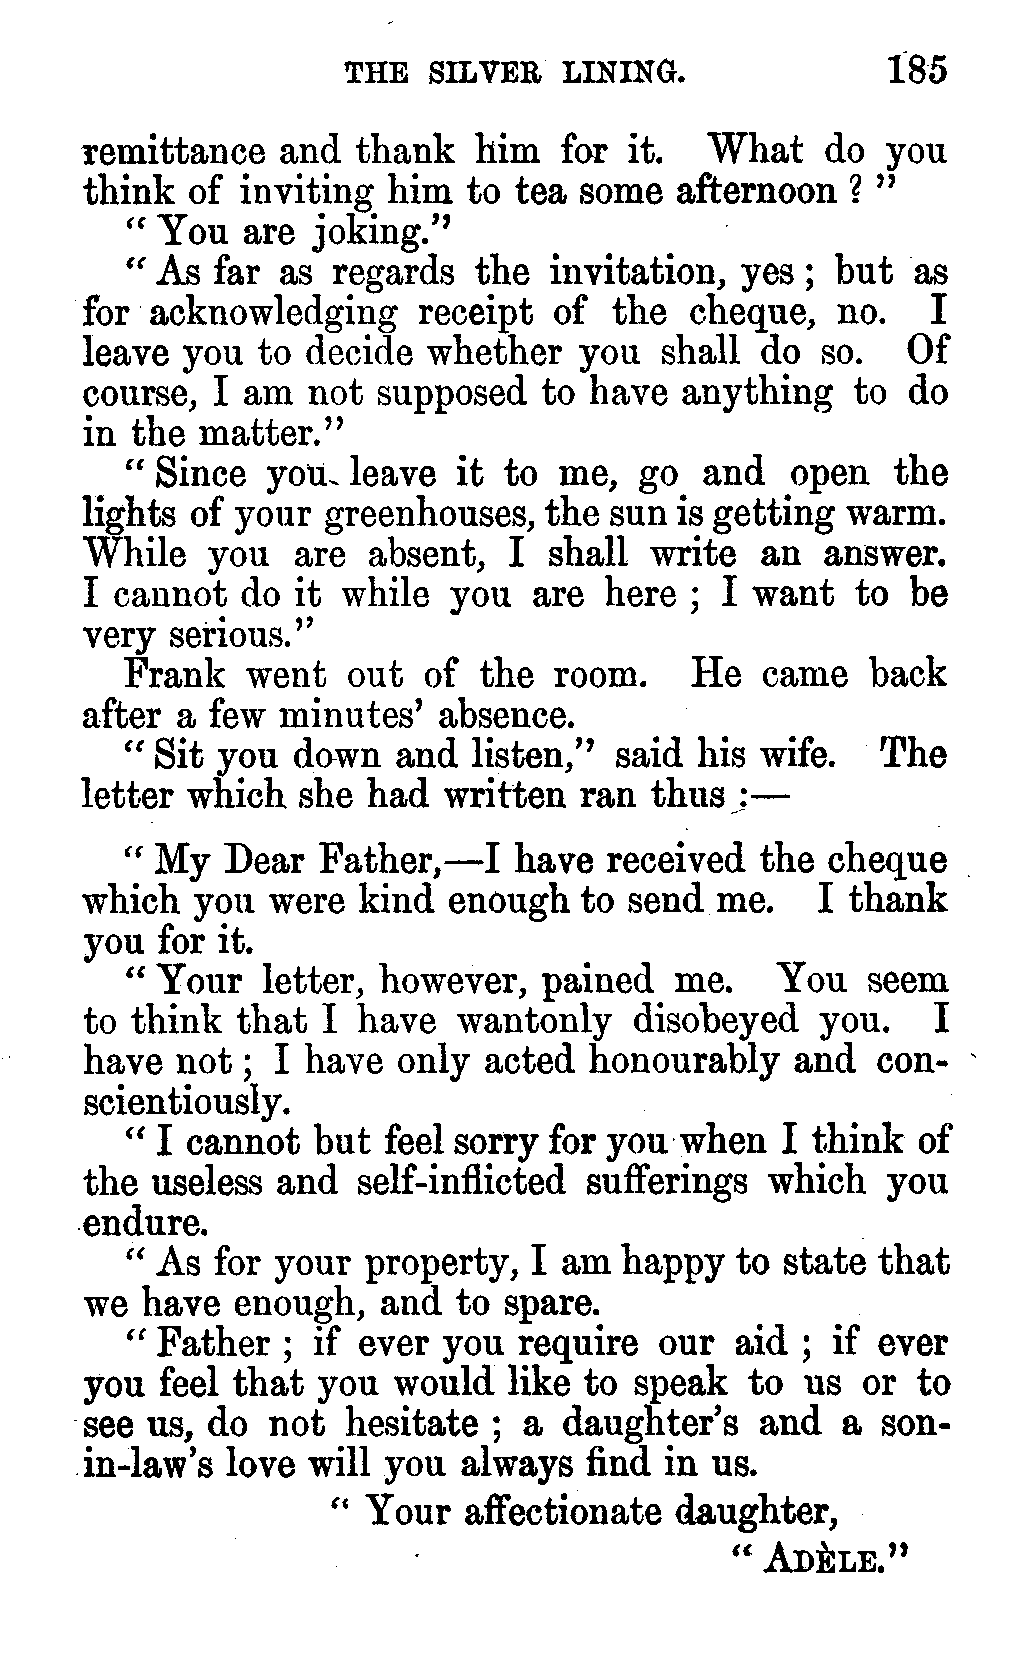 THE SILVER LINING. 185
remittance and thank him for it. What do you
think of inviting him to tea some afternoon ? "
" You are joking."
" As far as regards the invitation, yes ; but as
for acknowledging receipt of the cheque, no. I
leave you to decide whether you shall do so. Of
course, I am not supposed to have anything to do
in the matter."
" Since you leave it to me, go and open the
lights of your greenhouses, the sun is getting warm.
While you are absent, I shall write an answer.
I cannot do it while you are here ; I want to be
very serious."
Frank went out of the room. He came back
after a few minutes' absence.
" Sit you down and listen," said his wife. The
letter which she had written ran thus :—
" My Dear Father,—I have received the cheque
which you were kind enough to send me. I thank
you for it.
" Your letter, however, pained me. You seem
to think that I have wantonly disobeyed you. I
have not ; I have only acted honourably and con-
scientiously.
" I cannot but feel sorry for you when I think of
the useless and self-inflicted sufferings which you
endure.
" As for your property, I am happy to state that
we have enough, and to spare.
" Father ; if ever you require our aid ; if ever
you feel that you would like to speak to us or to
see us, do not hesitate ; a daughter's and a son-
in-law's love will you always find in us.
" Your affectionate daughter,
" ADÈLE."